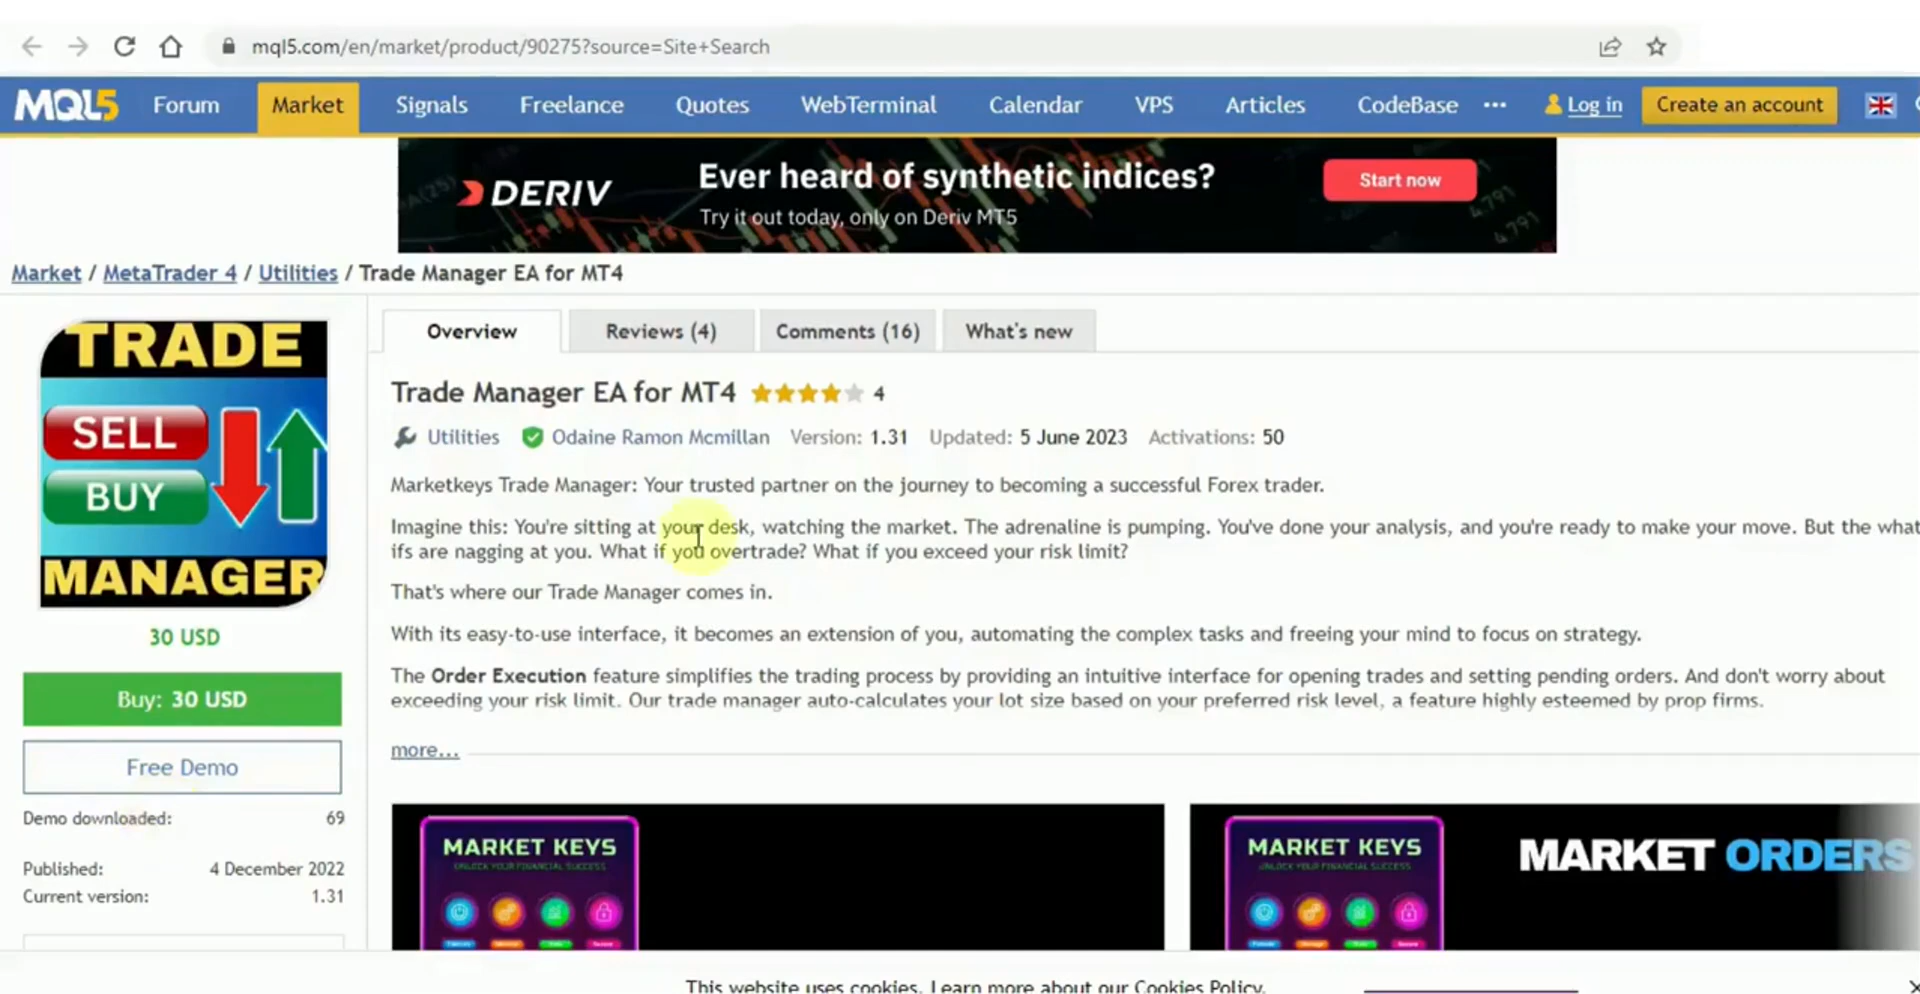 mql5.com/en/market/product/90275?source=Site+Search
MQL5 Forum Market Signals Freelance Quotes WebTerminal Calendar VPS Articles CodeBase ••• Log in Create an account
DERIV
Ever heard of synthetic indices?
Try it out today, only on Deriv MT5
Start now
4,791
4,791
Market / MetaTrader 4 / Utilities / Trade Manager EA for MT4
TRADE
SELL
BUY
MANAGER
30 USD
Buy: 30 USD
Free Demo
Demo downloaded: 69
Published: 4 December 2022
Current version: 1.31
Overview Reviews (4) Comments (16) What's new
Trade Manager EA for MT4 4
Utilities Odaine Ramon Mcmillan Version: 1.31 Updated: 5 June 2023 Activations: 50
Marketkeys Trade Manager: Your trusted partner on the journey to becoming a successful Forex trader.
Imagine this: You're sitting at your desk, watching the market. The adrenaline is pumping. You've done your analysis, and you're ready to make your move. But the what
ifs are nagging at you. What if you overtrade? What if you exceed your risk limit?
That's where our Trade Manager comes in.
With its easy-to-use interface, it becomes an extension of you, automating the complex tasks and freeing your mind to focus on strategy.
The Order Execution feature simplifies the trading process by providing an intuitive interface for opening trades and setting pending orders. And don't worry about
exceeding your risk limit. Our trade manager auto-calculates your lot size based on your preferred risk level, a feature highly esteemed by prop firms.
more...
MARKET KEYS
UNLOCK YOUR FINANCIAL SUCCESS
MARKET KEYS
UNLOCK YOUR FINANCIAL SUCCESS
MARKET ORDERS
This website uses cookies. Learn more about our Cookies Policy.